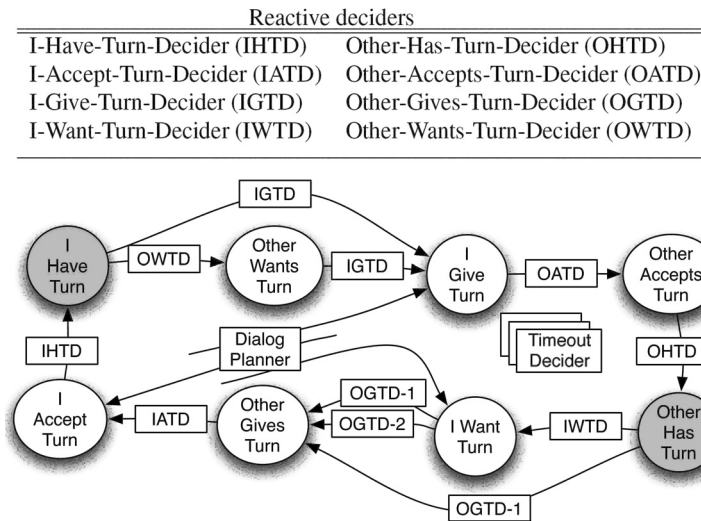 Reactive deciders
I-Have-Turn-Decider (IHTD) Other-Has-Turn-Decider (OHTD)
I-Accept-Turn-Decider (IATD) Other-Accepts-Turn-Decider (OATD)
I-Give-Turn-Decider (IGTD) Other-Gives-Turn-Decider (OGTD)
I-Want-Turn-Decider (IWTD) Other-Wants-Turn-Decider (OWTD)
IGTD
I
Have
Turn
OWTD
Other
Wants
Turn
IGTD
I
Give
Turn
OATD
Other
Accepts
Turn
IHTD
Dialog
Planner
Timeout
Decider
OHTD
I
Accept
Turn
IATD
Other
Gives
Turn
OGTD-1
OGTD-2
I Want
Turn
IWTD
Other
Has
Turn
OGTD-1